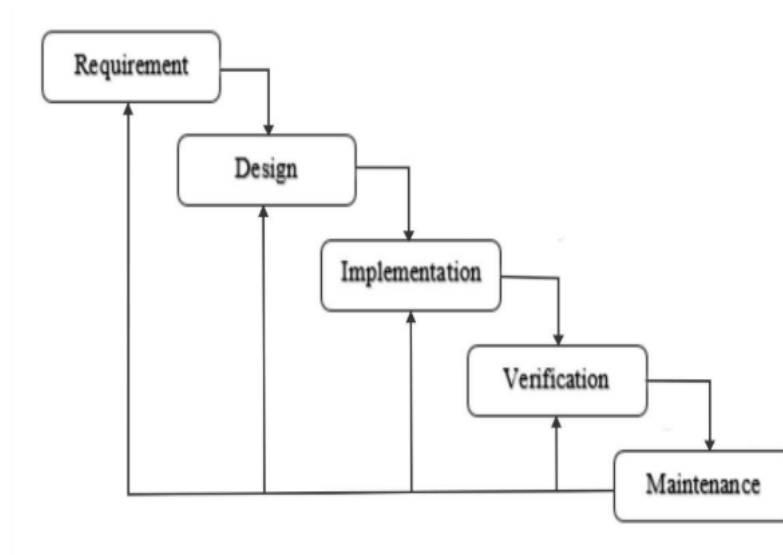 Requirement
Design
Implementation
Verification
Maintenance